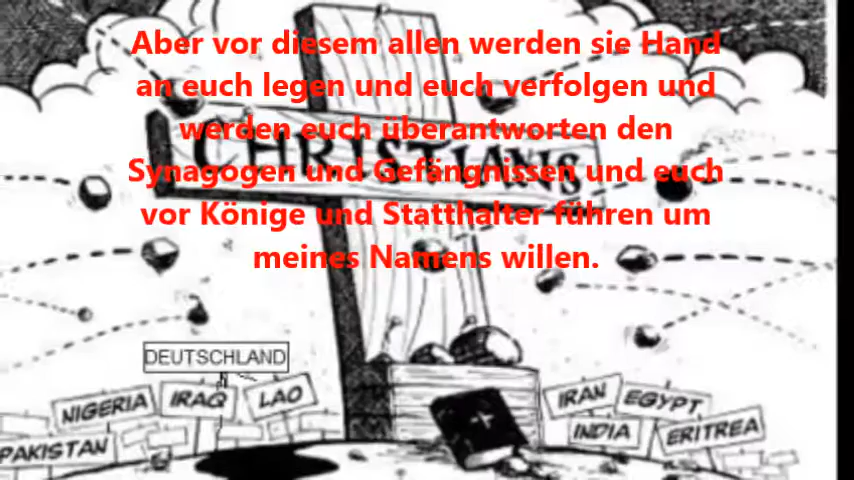 Aber vor diesem allen werden sie Hand
an euch legen und euch verfolgen und
werden euch überantworten den
Synagogen und Gefängnissen und euch
vor Könige und Statthalter führen um
meines Namens willen.
CHRISTIANS
DEUTSCHLAND
NIGERIA
IRAQ
LAO
PAKISTAN
IRAN
EGYPT
INDIA
ERITREA